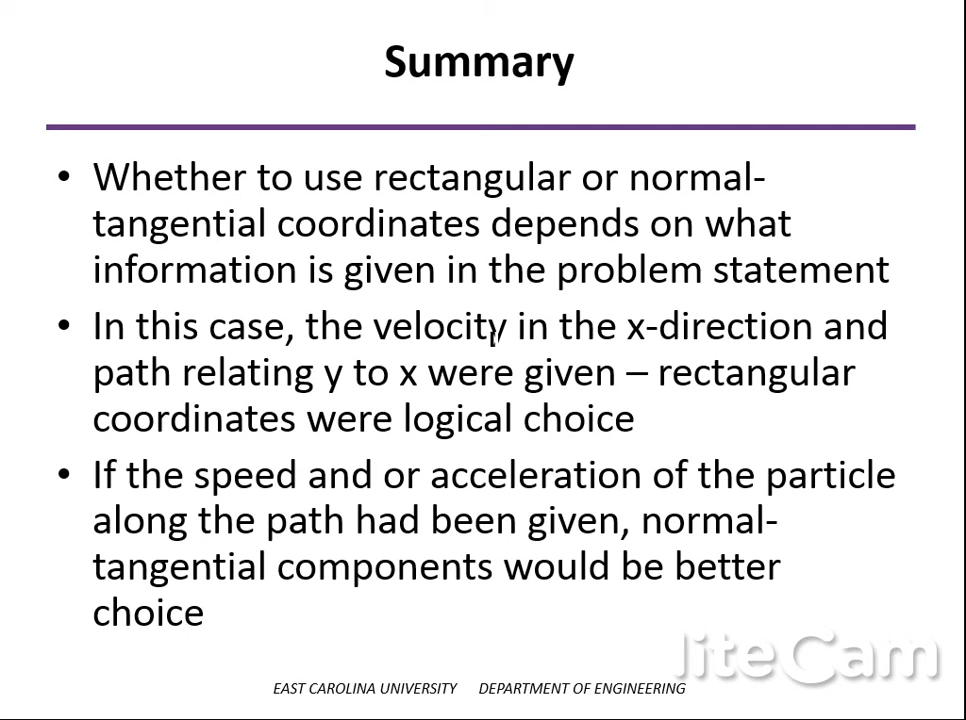 Summary
• Whether to use rectangular or normal-
tangential coordinates depends on what
information is given in the problem statement
• In this case, the velocity in the x-direction and
path relating y to x were given – rectangular
coordinates were logical choice
• If the speed and or acceleration of the particle
along the path had been given, normal-
tangential components would be better
choice
liteCam
EAST CAROLINA UNIVERSITY DEPARTMENT OF ENGINEERING